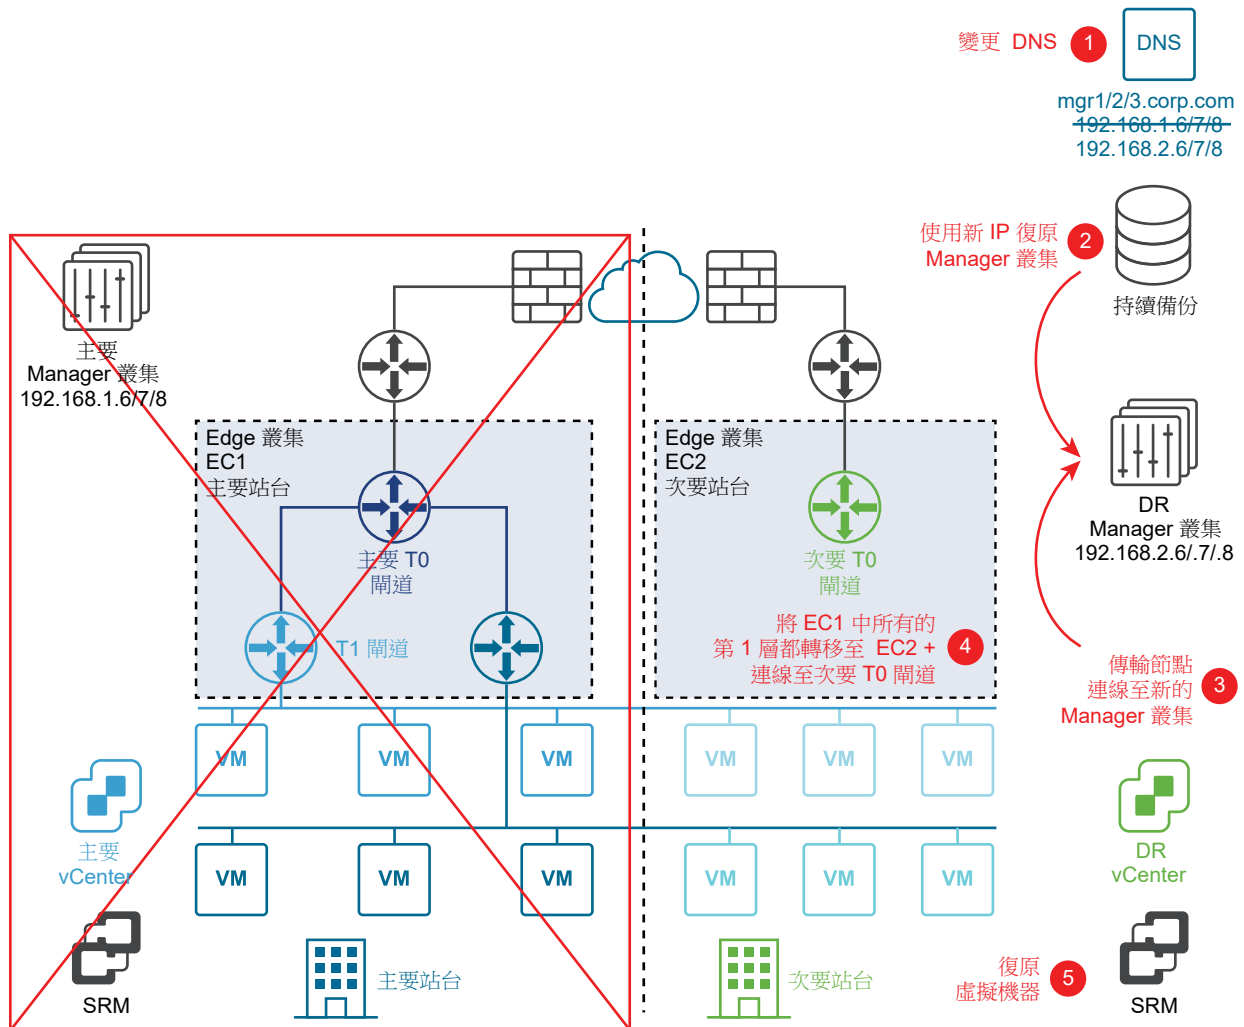 變更 DNS
1
DNS
mgr1/2/3.corp.com
192.168.1.6/7/8
192.168.2.6/7/8
使用新 IP 復原
Manager 叢集
2
持續備份
主要
Manager 叢集
192.168.1.6/7/8
Edge 叢集
EC1
主要站台
主要 T0
閘道
T1 閘道
Edge 叢集
EC2
次要站台
次要 T0
閘道
將 EC1 中所有的
第 1 層都轉移至 EC2 +
連線至次要 T0 閘道
4
DR
Manager 叢集
192.168.2.6/.7/.8
傳輸節點
連線至新的
Manager 叢集
3
VM
VM
VM
VM
VM
VM
主要
vCenter
DR
vCenter
VM
VM
VM
VM
VM
VM
SRM
主要站台
次要站台
復原
虛擬機器
5
SRM